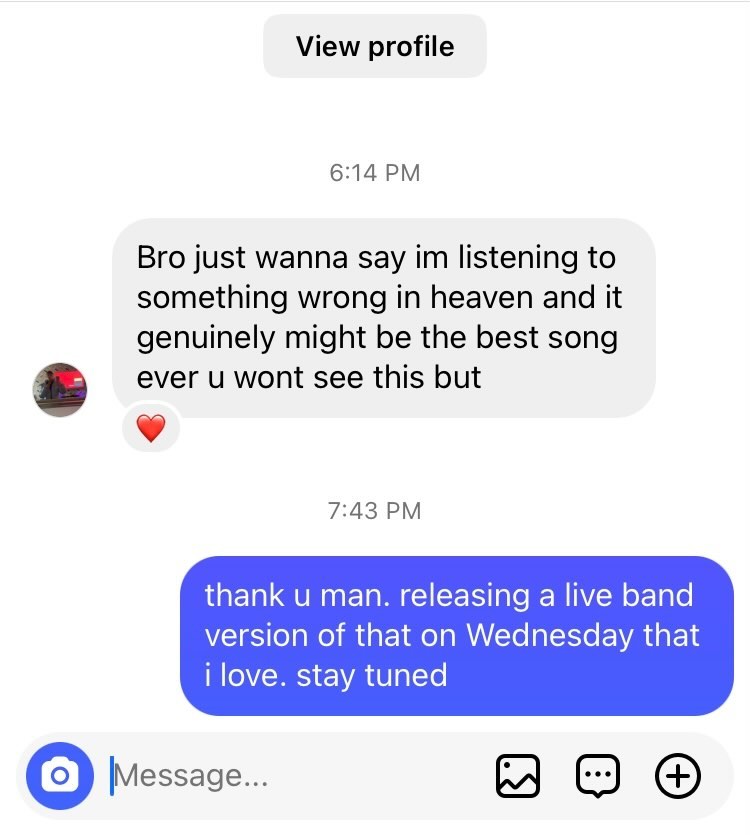 View profile
6:14 PM
Bro just wanna say im listening to
something wrong in heaven and it
genuinely might be the best song
ever u wont see this but
7:43 PM
thank u man. releasing a live band
version of that on Wednesday that
i love. stay tuned
Message...